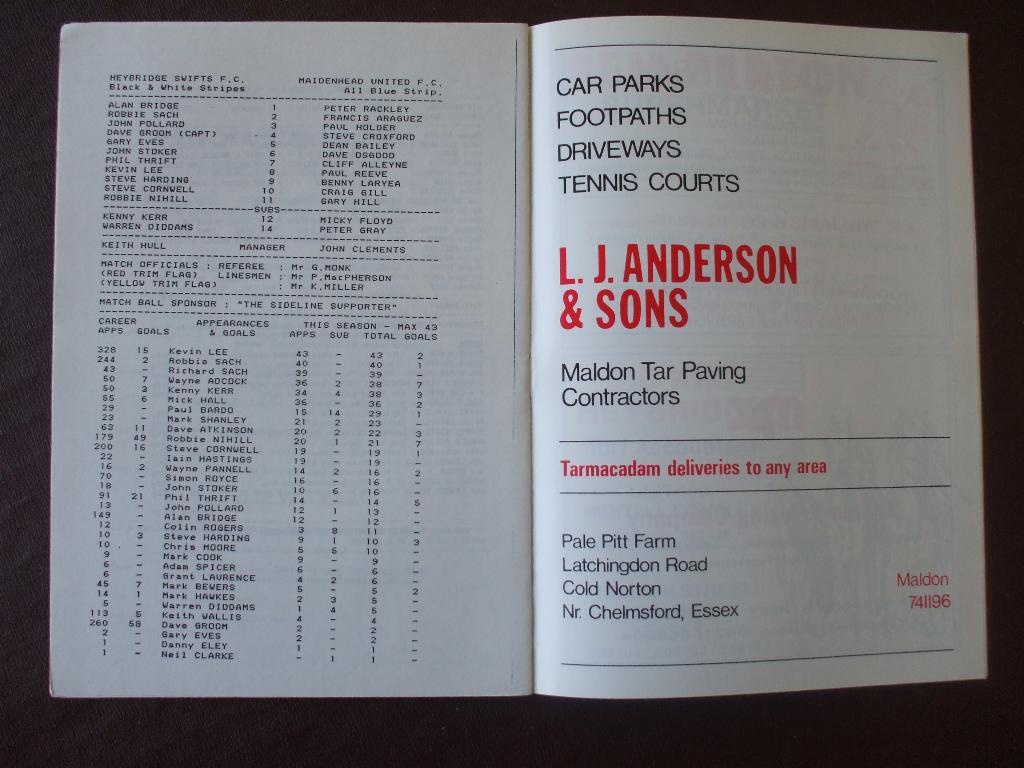 HEYBRIDGE SWIFTS F.C. MAIDENHEAD UNITED F.C.
Black & White Stripes All Blue Strip.
ALAN BRIDGE 1 PETER RACKLEY
ROBBIE SACH 2 FRANCIS ARAGUEZ
JOHN POLLARD 3 PAUL HOLDER
DAVE GROOM (CAPT) 4 STEVE CROXFORD
GARY EVES 5 DEAN BAILEY
JOHN STOKER 6 DAVE OSGOOD
PHIL THRIFT 7 CLIFF ALLEYNE
KEVIN LEE 8 PAUL REEVE
STEVE HARDING 9 BENNY LARYEA
STEVE CORNWELL 10 CRAIG GILL
ROBBIE NIHILL 11 GARY HILL
SUBS
KENNY KERR 12 MICKY FLOYD
WARREN DIDDAMS 14 PETER GRAY
KEITH HULL MANAGER JOHN CLEMENTS
MATCH OFFICIALS : REFEREE : Mr G.MONK
(RED TRIM FLAG) LINESMEN : Mr P.MacPHERSON
(YELLOW TRIM FLAG) : Mr K.MILLER
MATCH BALL SPONSOR : "THE SIDELINE SUPPORTER"
CAREER APPEARANCES THIS SEASON - MAX 43
APPS GOALS & GOALS APPS SUB TOTAL GOALS
328 15 Kevin LEE 43 - 43 2
244 2 Robbie SACH 40 - 40 1
43 - Richard SACH 39 - 39 -
50 7 Wayne ADCOCK 36 2 38 7
50 3 Kenny KERR 34 4 38 3
55 6 Mick HALL 36 - 36 2
29 - Paul BARDO 15 14 29 1
23 - Mark SHANLEY 21 2 23 -
63 11 Dave ATKINSON 20 2 22 3
179 49 Robbie NIHILL 20 1 21 7
200 16 Steve CORNWELL 19 - 19 1
22 - Iain HASTINGS 19 - 19 -
16 2 Wayne PANNELL 14 2 16 2
70 - Simon ROYCE 16 - 16 -
18 - John STOKER 10 6 16 -
91 21 Phil THRIFT 14 - 14 5
13 - John POLLARD 12 1 13 -
149 - Alan BRIDGE 12 - 12 -
12 - Colin ROGERS 3 8 11 -
10 3 Steve HARDING 9 1 10 3
10 - Chris MOORE 5 5 10 -
9 - Mark COOK 9 - 9 -
6 - Adam SPICER 6 - 6 -
6 - Grant LAURENCE 4 2 6 -
45 7 Mark BEWERS 5 - 5 2
14 1 Mark HAWKES 2 3 5 -
5 - Warren DIDDAMS 1 4 5 -
113 5 Keith WALLIS 4 - 4 -
260 58 Dave GROOM 2 - 2 -
2 - Gary EVES 2 - 2 -
1 - Danny ELEY 1 - 1 -
1 - Neil CLARKE - 1 1 -
CAR PARKS
FOOTPATHS
DRIVEWAYS
TENNIS COURTS
L. J. ANDERSON
& SONS
Maldon Tar Paving
Contractors
Tarmacadam deliveries to any area
Pale Pitt Farm
Latchingdon Road
Cold Norton
Nr. Chelmsford, Essex
Maldon
741196